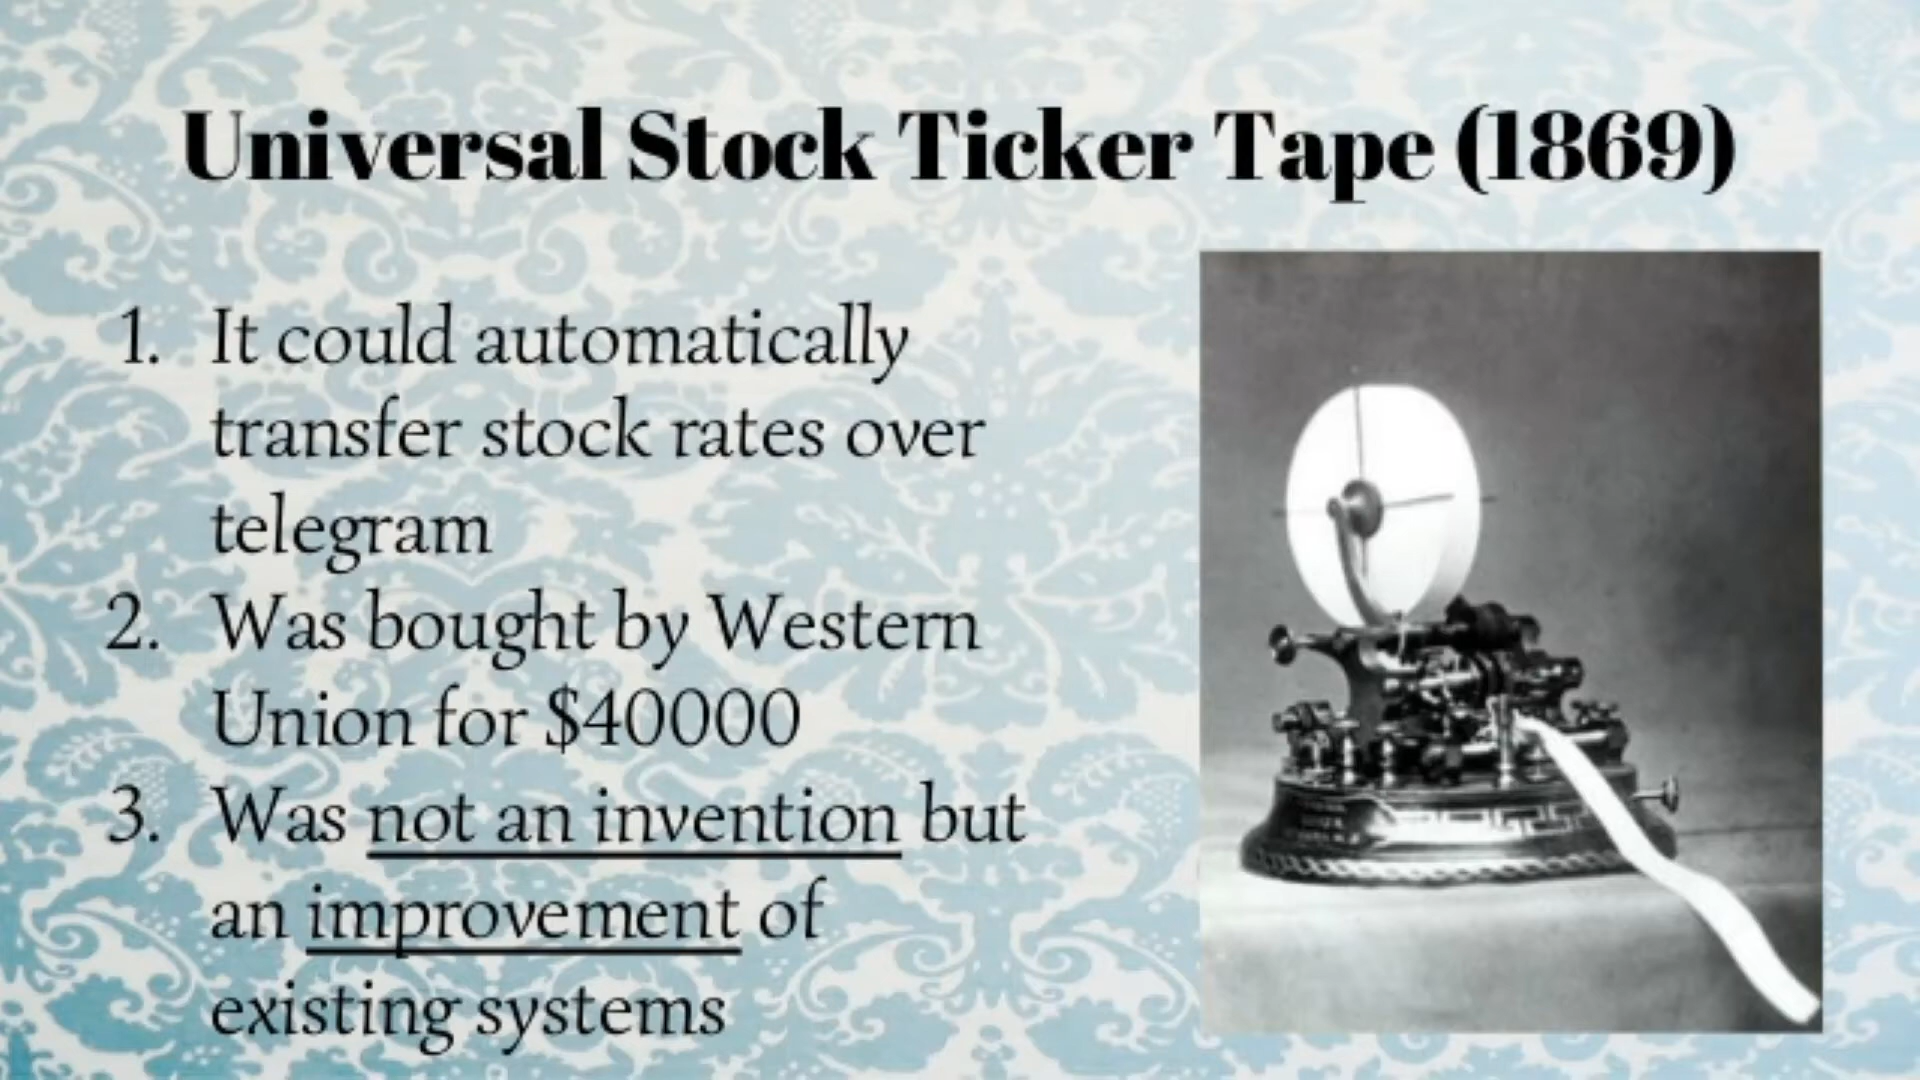 Universal Stock Ticker Tape (1869)
1. It could automatically
transfer stock rates over
telegram
2. Was bought by Western
Union for $40000
3. Was not an invention but
an improvement of
existing systems